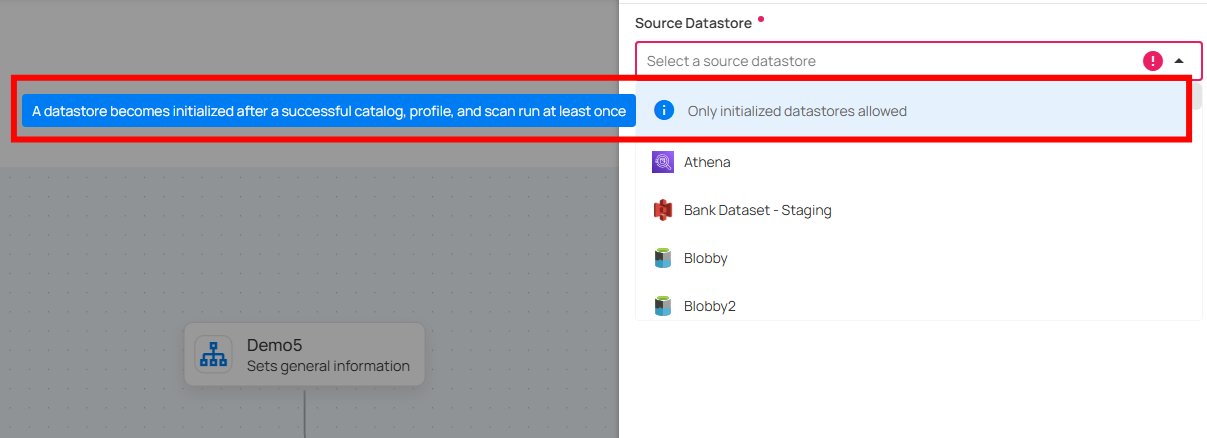 Source Datastore
Select a source datastore
A datastore becomes initialized after a successful catalog, profile, and scan run at least once
Only initialized datastores allowed
Athena
Bank Dataset - Staging
Blobby
Blobby2
Demo5
Sets general information